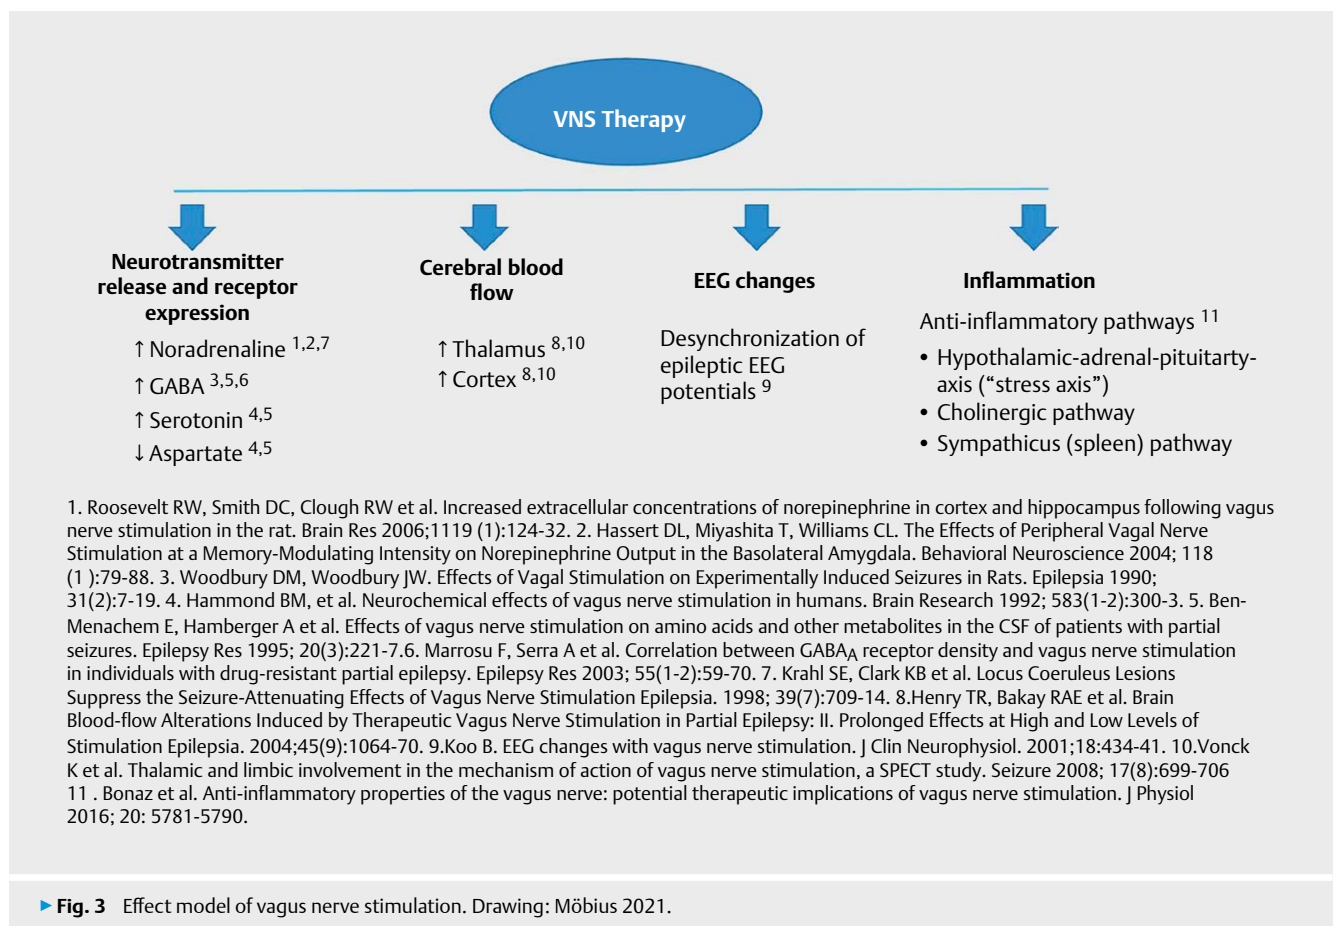 VNS Therapy
Neurotransmitter
release and receptor
expression
↑ Noradrenaline 1,2,7
↑ GABA 3,5,6
↑ Serotonin 4,5
↓ Aspartate 4,5
Cerebral blood
flow
↑ Thalamus 8,10
↑ Cortex 8,10
EEG changes
Desynchronization of
epileptic EEG
potentials 9
Inflammation
Anti-inflammatory pathways 11
• Hypothalamic-adrenal-pituitarty-
axis (“stress axis”)
• Cholinergic pathway
• Sympathicus (spleen) pathway
1. Roosevelt RW, Smith DC, Clough RW et al. Increased extracellular concentrations of norepinephrine in cortex and hippocampus following vagus
nerve stimulation in the rat. Brain Res 2006;1119 (1):124-32. 2. Hassert DL, Miyashita T, Williams CL. The Effects of Peripheral Vagal Nerve
Stimulation at a Memory-Modulating Intensity on Norepinephrine Output in the Basolateral Amygdala. Behavioral Neuroscience 2004; 118
(1 ):79-88. 3. Woodbury DM, Woodbury JW. Effects of Vagal Stimulation on Experimentally Induced Seizures in Rats. Epilepsia 1990;
31(2):7-19. 4. Hammond BM, et al. Neurochemical effects of vagus nerve stimulation in humans. Brain Research 1992; 583(1-2):300-3. 5. Ben-
Menachem E, Hamberger A et al. Effects of vagus nerve stimulation on amino acids and other metabolites in the CSF of patients with partial
seizures. Epilepsy Res 1995; 20(3):221-7.6. Marrosu F, Serra A et al. Correlation between GABAA receptor density and vagus nerve stimulation
in individuals with drug-resistant partial epilepsy. Epilepsy Res 2003; 55(1-2):59-70. 7. Krahl SE, Clark KB et al. Locus Coeruleus Lesions
Suppress the Seizure-Attenuating Effects of Vagus Nerve Stimulation Epilepsia. 1998; 39(7):709-14. 8.Henry TR, Bakay RAE et al. Brain
Blood-flow Alterations Induced by Therapeutic Vagus Nerve Stimulation in Partial Epilepsy: II. Prolonged Effects at High and Low Levels of
Stimulation Epilepsia. 2004;45(9):1064-70. 9.Koo B. EEG changes with vagus nerve stimulation. J Clin Neurophysiol. 2001;18:434-41. 10.Vonck
K et al. Thalamic and limbic involvement in the mechanism of action of vagus nerve stimulation, a SPECT study. Seizure 2008; 17(8):699-706
11 . Bonaz et al. Anti-inflammatory properties of the vagus nerve: potential therapeutic implications of vagus nerve stimulation. J Physiol
2016; 20: 5781-5790.
▶ Fig. 3 Effect model of vagus nerve stimulation. Drawing: Möbius 2021.